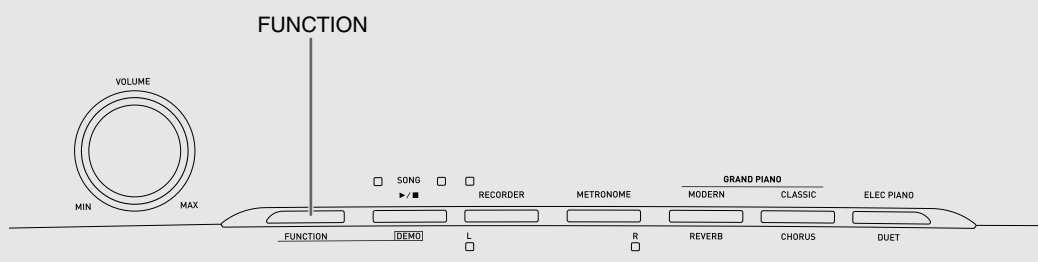 FUNCTION
VOLUME
MIN MAX
SONG
▶/■
RECORDER
METRONOME
GRAND PIANO
MODERN CLASSIC
ELEC PIANO
FUNCTION DEMO L R REVERB CHORUS DUET